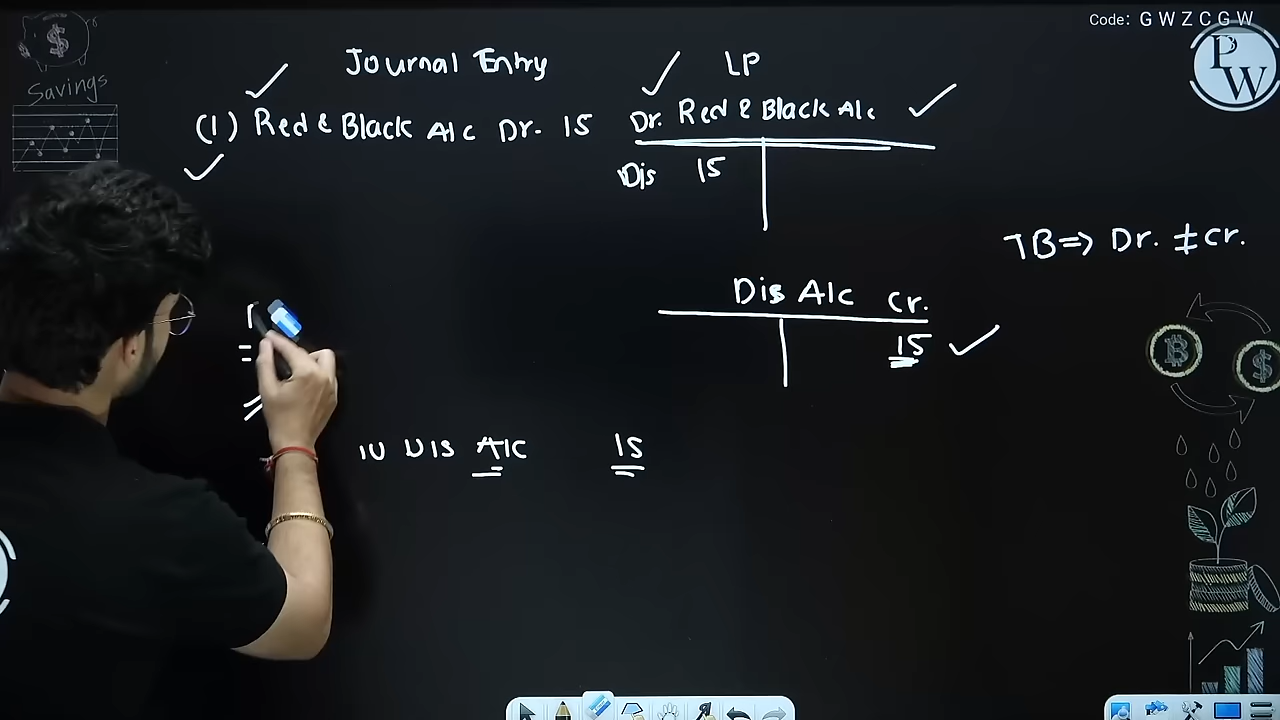 Code: G W Z C G W
PW
Savings
Journal Entry
LP
(1) Red & Black A/c Dr. 15
Dr. Red & Black A/c
Dis 15
TB => Dr. ≠ Cr.
Dis A/c Cr.
15
A/c 15